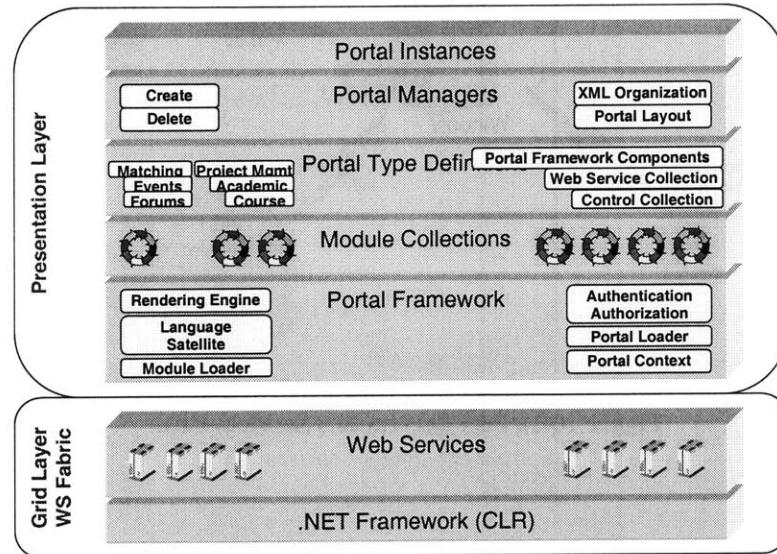 Presentation Layer
Portal Instances
Portal Managers
Create
Delete
XML Organization
Portal Layout
Portal Type
Matching
Events
Forums
Project Mgmt
Academic
Course
Portal Framework Components
Web Service Collection
Control Collection
Module Collections
Portal Framework
Rendering Engine
Language
Satellite
Module Loader
Authentication
Authorization
Portal Loader
Portal Context
Grid Layer
WS Fabric
Web Services
.NET Framework (CLR)